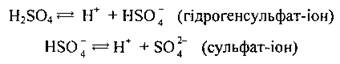 H₂SO₄ ⇌ H⁺ + HSO₄⁻ (гідрогенсульфат-іон)
HSO₄⁻ ⇌ H⁺ + SO₄²⁻ (сульфат-іон)